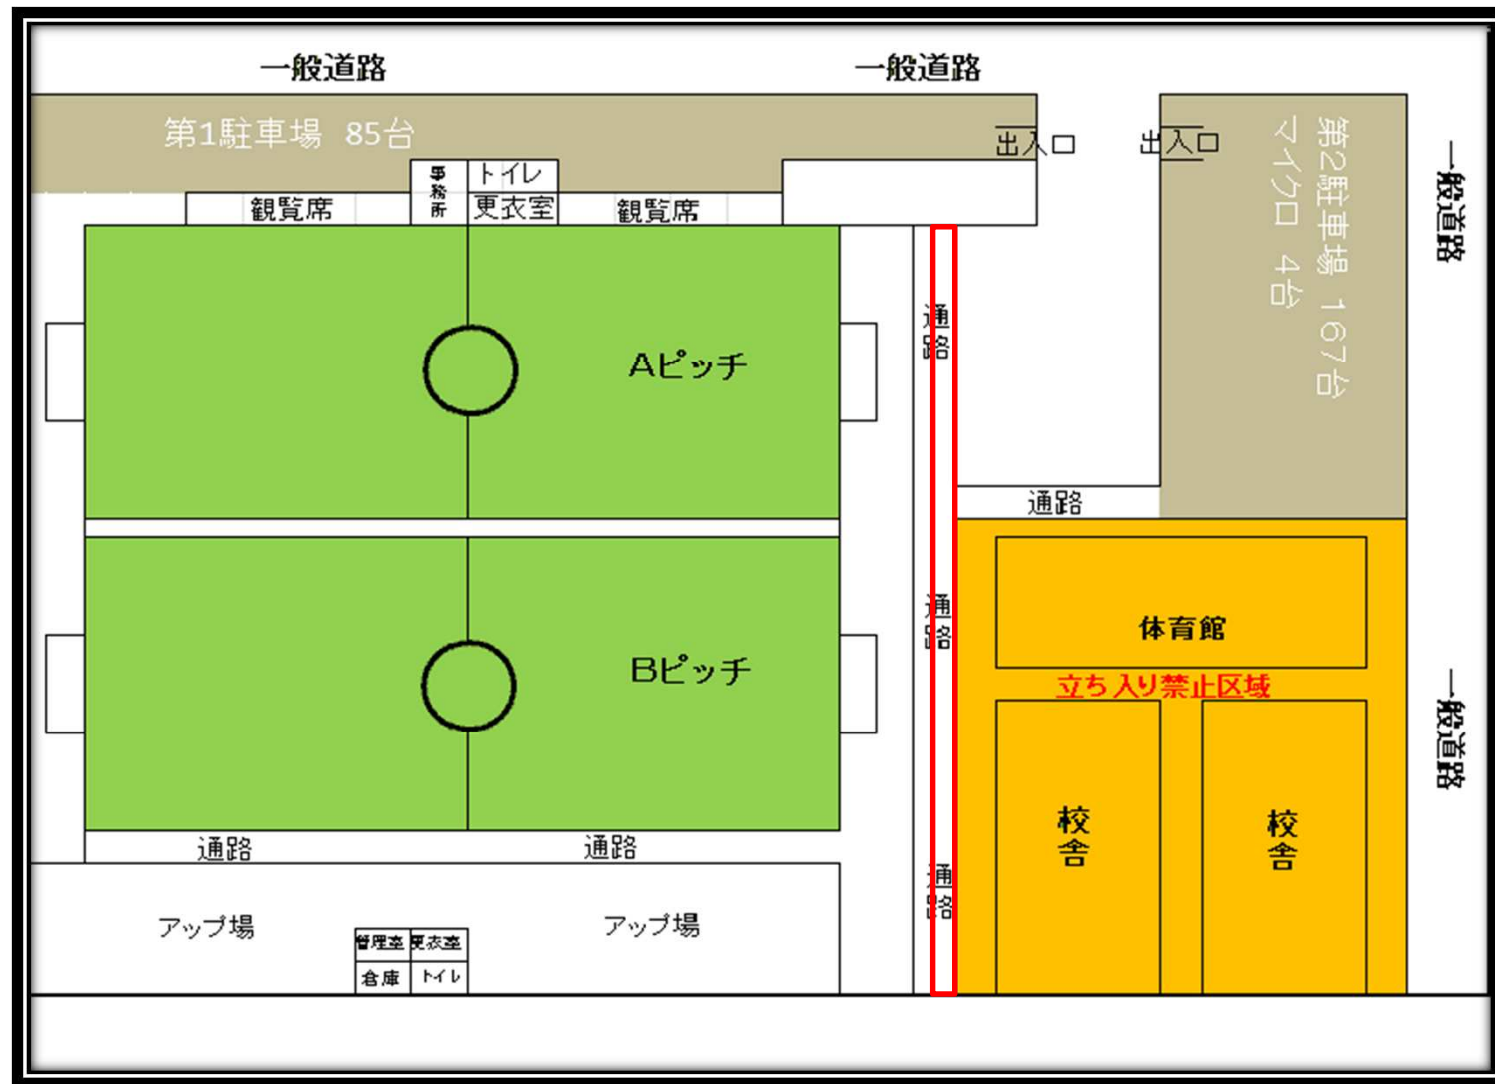 一般道路
一般道路
第1駐車場 85台
出入口
出入口
第2駐車場 167台
マイクロ 4台
一般道路
事務所
トイレ
更衣室
観覧席
観覧席
通路
Aピッチ
通路
通路
体育館
Bピッチ
立ち入り禁止区域
一般道路
校舎
校舎
通路
通路
通路
アップ場
アップ場
管理室
更衣室
倉庫
トイレ